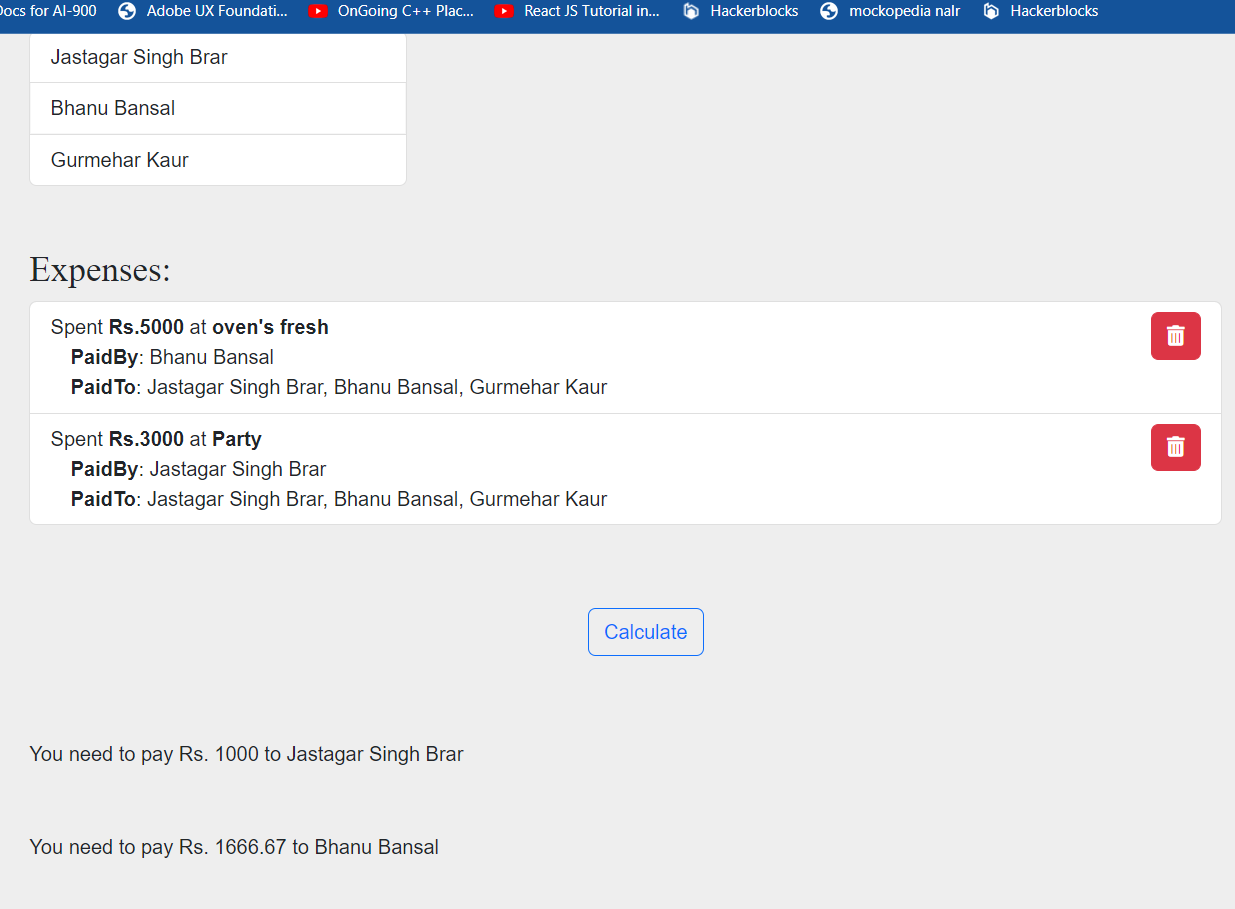 Docs for AI-900 Adobe UX Foundati... OnGoing C++ Plac... React JS Tutorial in... Hackerblocks mockopedia nalr Hackerblocks
Jastagar Singh Brar
Bhanu Bansal
Gurmehar Kaur
Expenses:
Spent Rs.5000 at oven's fresh
PaidBy: Bhanu Bansal
PaidTo: Jastagar Singh Brar, Bhanu Bansal, Gurmehar Kaur
Spent Rs.3000 at Party
PaidBy: Jastagar Singh Brar
PaidTo: Jastagar Singh Brar, Bhanu Bansal, Gurmehar Kaur
Calculate
You need to pay Rs. 1000 to Jastagar Singh Brar
You need to pay Rs. 1666.67 to Bhanu Bansal